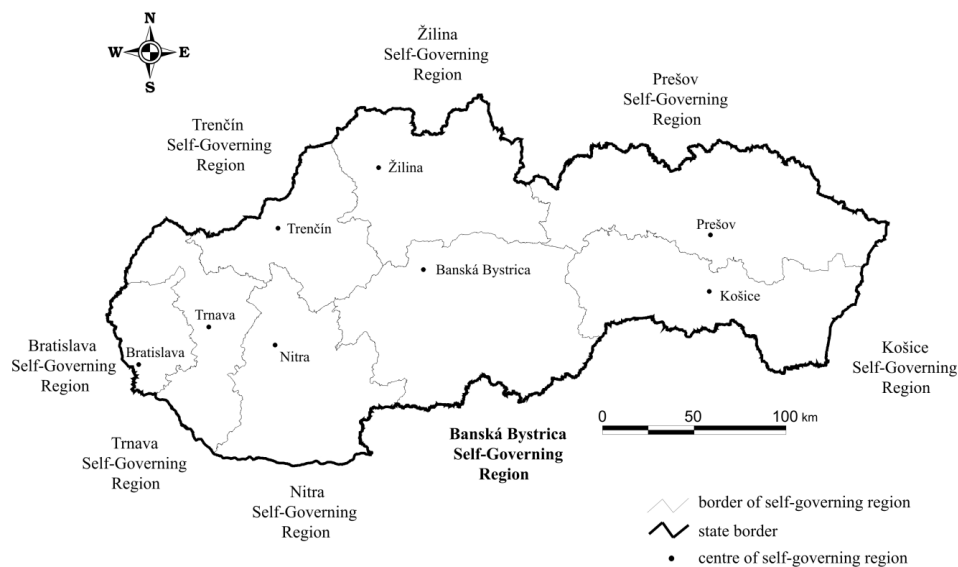 N
W E
S
Žilina
Self-Governing
Region
Prešov
Self-Governing
Region
Trenčín
Self-Governing
Region
Žilina
Trenčín
Prešov
Banská Bystrica
Košice
Trnava
Bratislava
Nitra
Bratislava
Self-Governing
Region
Košice
Self-Governing
Region
0 50 100 km
Banská Bystrica
Self-Governing
Region
Trnava
Self-Governing
Region
Nitra
Self-Governing
Region
border of self-governing region
state border
centre of self-governing region